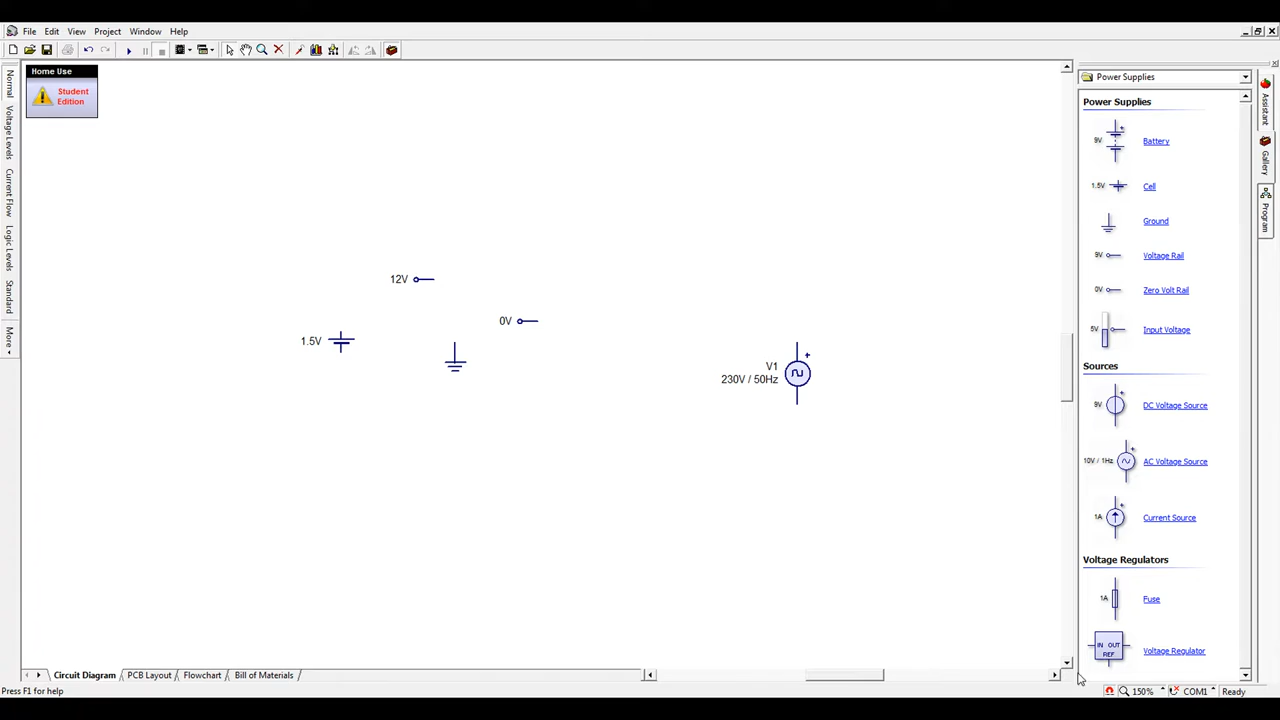 File Edit View Project Window Help
Home Use
Student
Edition
Normal
Voltage Levels
Current Flow
Logic Levels
Standard
More
12V
0V
1.5V
V1
230V / 50Hz
Power Supplies
Power Supplies
9V Battery
1.5V Cell
Ground
9V Voltage Rail
0V Zero Volt Rail
5V Input Voltage
Sources
9V DC Voltage Source
10V / 1Hz AC Voltage Source
1A Current Source
Voltage Regulators
1A Fuse
IN OUT
REF
Voltage Regulator
Assistant
Gallery
Program
Circuit Diagram PCB Layout Flowchart Bill of Materials
Press F1 for help
150% COM1 Ready